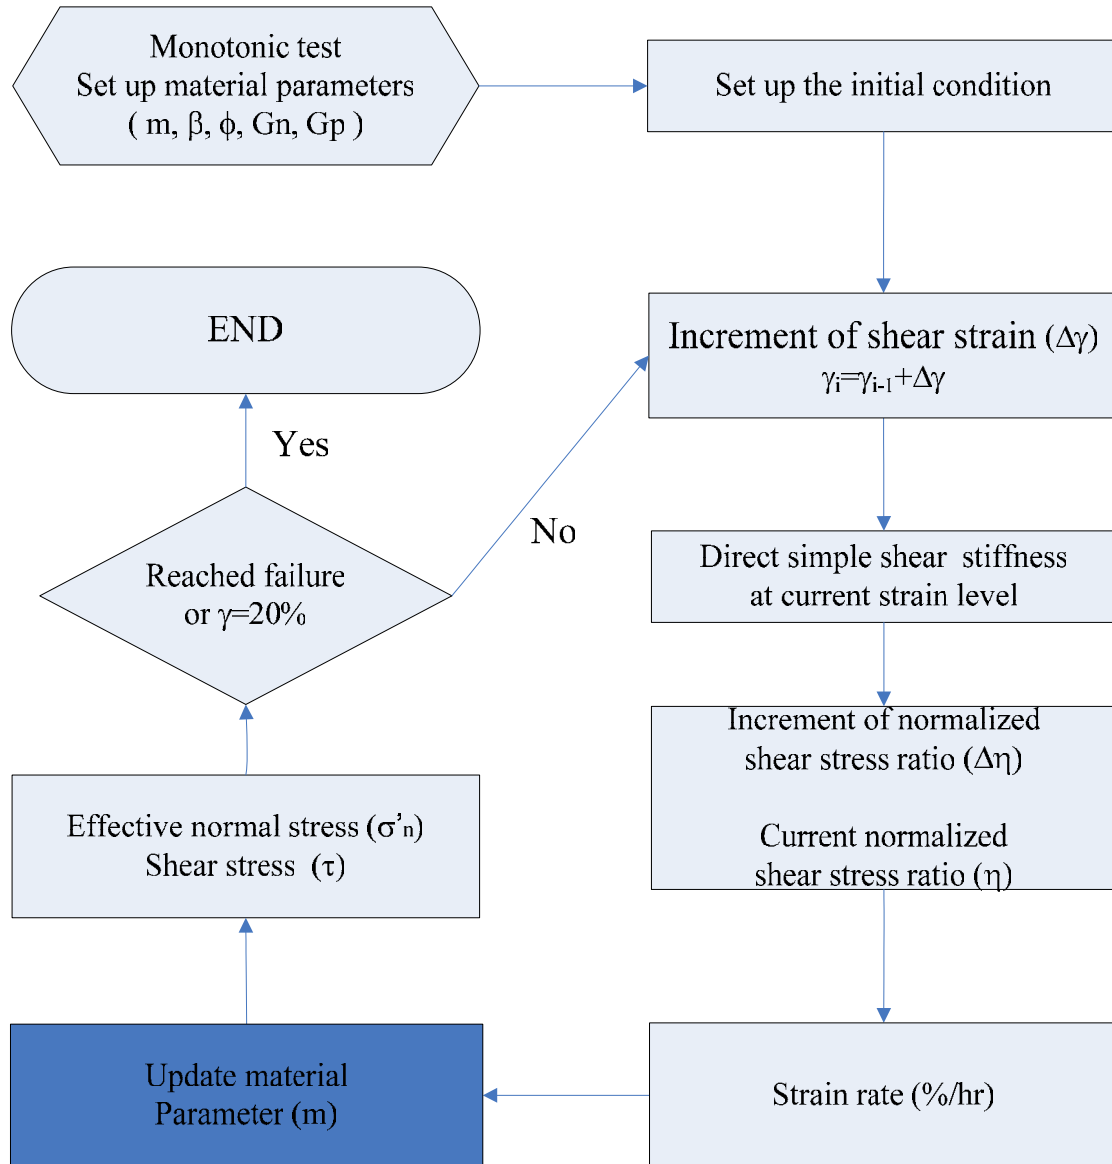 Monotonic test
Set up material parameters
( m, β, ϕ, Gn, Gp )
Set up the initial condition
Increment of shear strain (Δγ)
γi=γi-1+Δγ
Direct simple shear stiffness
at current strain level
Increment of normalized
shear stress ratio (Δη)
Current normalized
shear stress ratio (η)
Strain rate (%/hr)
Update material
Parameter (m)
Effective normal stress (σ'n)
Shear stress (τ)
Reached failure
or γ=20%
No
Yes
END